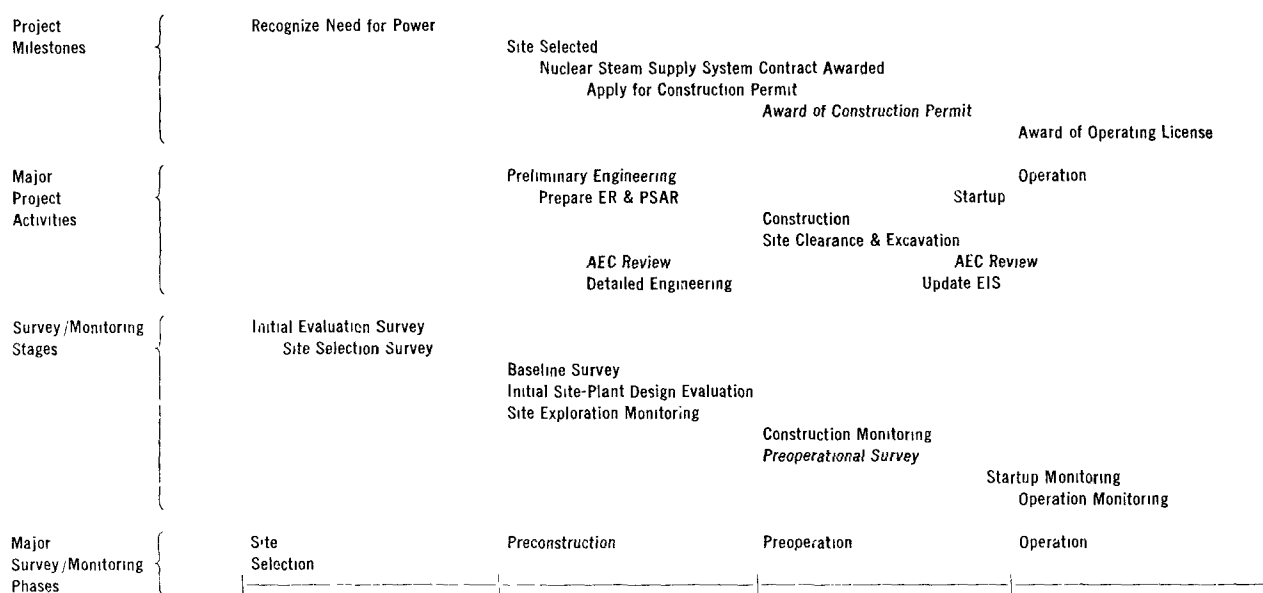 Project Recognize Need for Power
Milestones Site Selected
Nuclear Steam Supply System Contract Awarded
Apply for Construction Permit
Award of Construction Permit
Award of Operating License
Major Preliminary Engineering Operation
Project Prepare ER & PSAR Startup
Activities Construction
Site Clearance & Excavation
AEC Review AEC Review
Detailed Engineering Update EIS
Survey/Monitoring Initial Evaluation Survey
Stages Site Selection Survey
Baseline Survey
Initial Site-Plant Design Evaluation
Site Exploration Monitoring
Construction Monitoring
Preoperational Survey
Startup Monitoring
Operation Monitoring
Major Site Preconstruction Preoperation Operation
Survey/Monitoring Selection
Phases